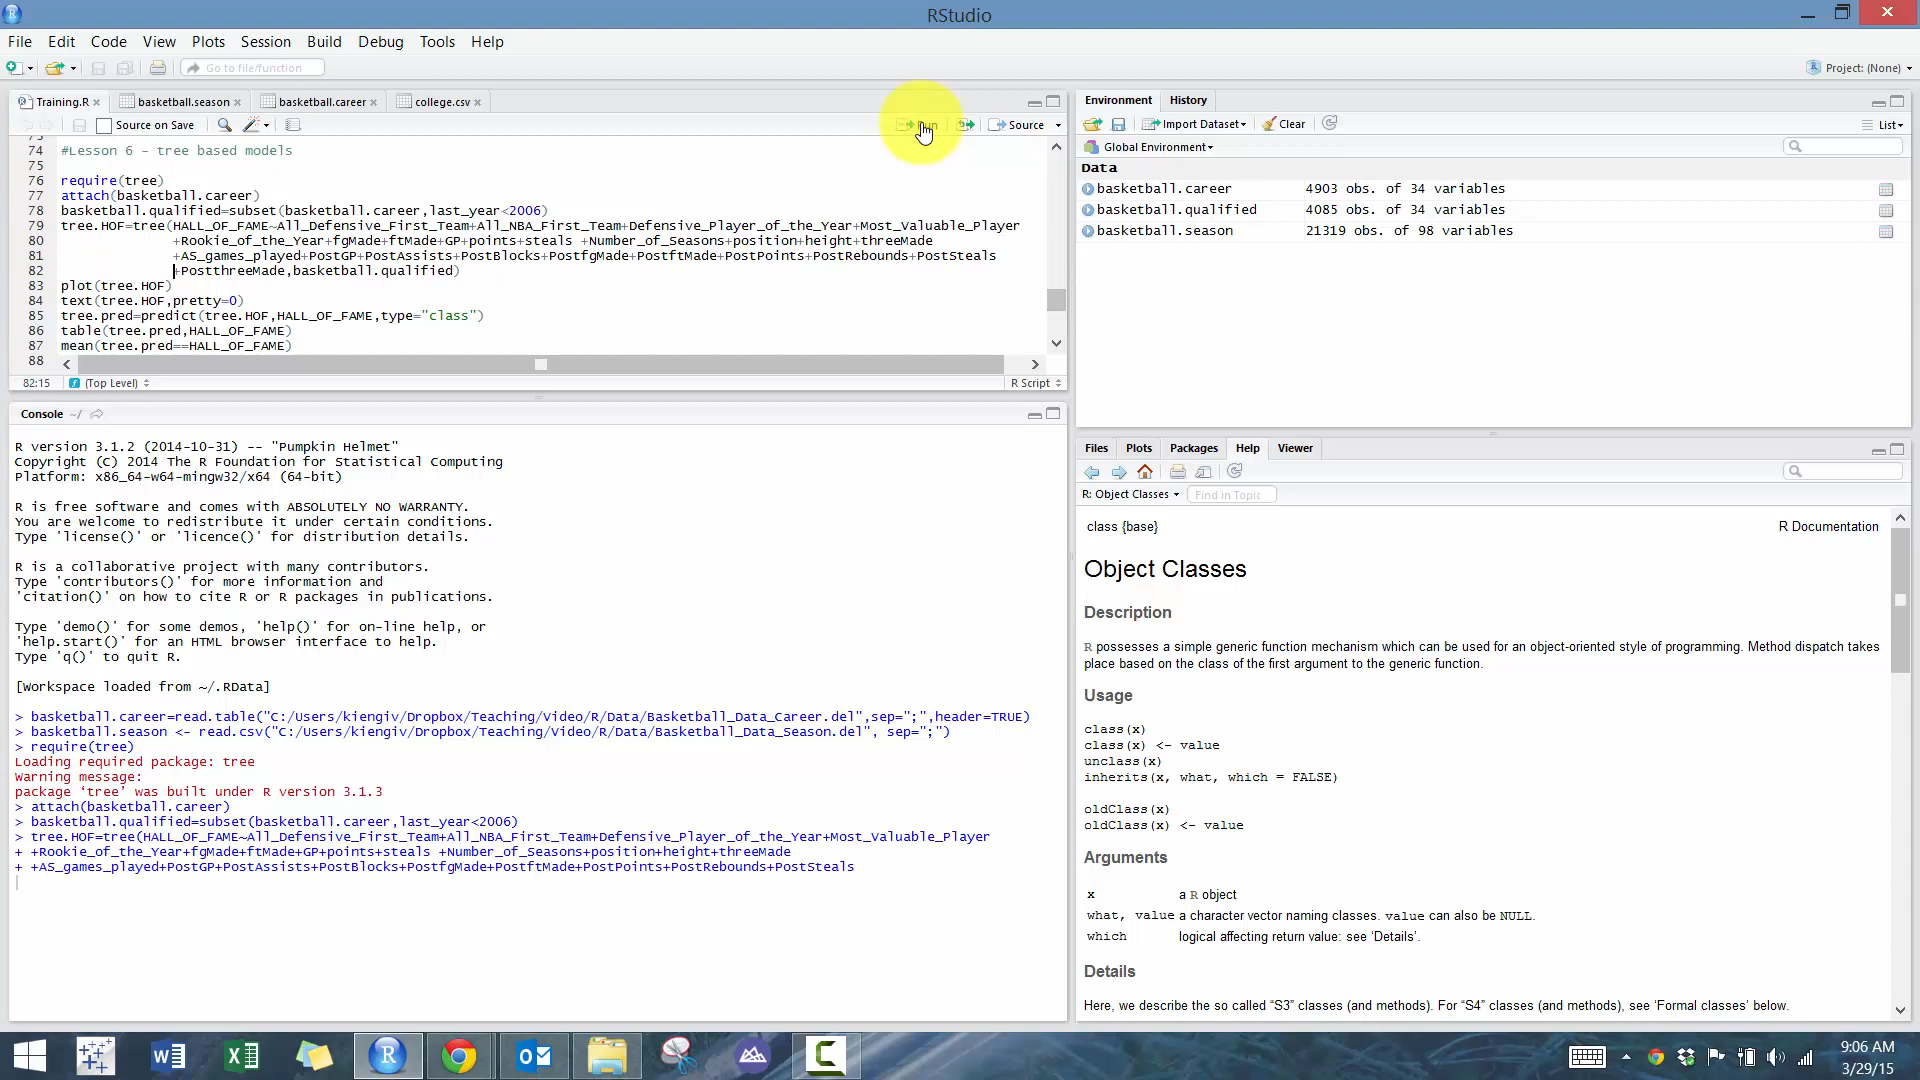 RStudio
File Edit Code View Plots Session Build Debug Tools Help
Go to file/function
Project: (None)
Training.R basketball.season basketball.career college.csv
Source on Save
Run
Source
74 #Lesson 6 - tree based models
75
76 require(tree)
77 attach(basketball.career)
78 basketball.qualified=subset(basketball.career,last_year<2006)
79 tree.HOF=tree(HALL_OF_FAME~All_Defensive_First_Team+All_NBA_First_Team+Defensive_Player_of_the_Year+Most_Valuable_Player
80 +Rookie_of_the_Year+fgMade+ftMade+GP+points+steals +Number_of_Seasons+position+height+threeMade
81 +AS_games_played+PostGP+PostAssists+PostBlocks+PostfgMade+PostftMade+PostPoints+PostRebounds+PostSteals
82 +PostthreeMade,basketball.qualified)
83 plot(tree.HOF)
84 text(tree.HOF,pretty=0)
85 tree.pred=predict(tree.HOF,HALL_OF_FAME,type="class")
86 table(tree.pred,HALL_OF_FAME)
87 mean(tree.pred==HALL_OF_FAME)
88
82:15 (Top Level) R Script
Console ~/
R version 3.1.2 (2014-10-31) -- "Pumpkin Helmet"
Copyright (C) 2014 The R Foundation for Statistical Computing
Platform: x86_64-w64-mingw32/x64 (64-bit)
R is free software and comes with ABSOLUTELY NO WARRANTY.
You are welcome to redistribute it under certain conditions.
Type 'license()' or 'licence()' for distribution details.
R is a collaborative project with many contributors.
Type 'contributors()' for more information and
'citation()' on how to cite R or R packages in publications.
Type 'demo()' for some demos, 'help()' for on-line help, or
'help.start()' for an HTML browser interface to help.
Type 'q()' to quit R.
[Workspace loaded from ~/.RData]
> basketball.career=read.table("C:/Users/kiengiv/Dropbox/Teaching/Video/R/Data/Basketball_Data_Career.del",sep=";",header=TRUE)
> basketball.season <- read.csv("C:/Users/kiengiv/Dropbox/Teaching/Video/R/Data/Basketball_Data_Season.del", sep=";")
> require(tree)
Loading required package: tree
Warning message:
package ‘tree’ was built under R version 3.1.3
> attach(basketball.career)
> basketball.qualified=subset(basketball.career,last_year<2006)
> tree.HOF=tree(HALL_OF_FAME~All_Defensive_First_Team+All_NBA_First_Team+Defensive_Player_of_the_Year+Most_Valuable_Player
+ +Rookie_of_the_Year+fgMade+ftMade+GP+points+steals +Number_of_Seasons+position+height+threeMade
+ +AS_games_played+PostGP+PostAssists+PostBlocks+PostfgMade+PostftMade+PostPoints+PostRebounds+PostSteals
Environment History
Import Dataset Clear List
Global Environment
Data
basketball.career 4903 obs. of 34 variables
basketball.qualified 4085 obs. of 34 variables
basketball.season 21319 obs. of 98 variables
Files Plots Packages Help Viewer
R: Object Classes Find in Topic
class {base} R Documentation
Object Classes
Description
R possesses a simple generic function mechanism which can be used for an object-oriented style of programming. Method dispatch takes
place based on the class of the first argument to the generic function.
Usage
class(x)
class(x) <- value
unclass(x)
inherits(x, what, which = FALSE)
oldClass(x)
oldClass(x) <- value
Arguments
x a R object
what, value a character vector naming classes. value can also be NULL.
which logical affecting return value: see ‘Details’.
Details
Here, we describe the so called “S3” classes (and methods). For “S4” classes (and methods), see ‘Formal classes’ below.
9:06 AM
3/29/15